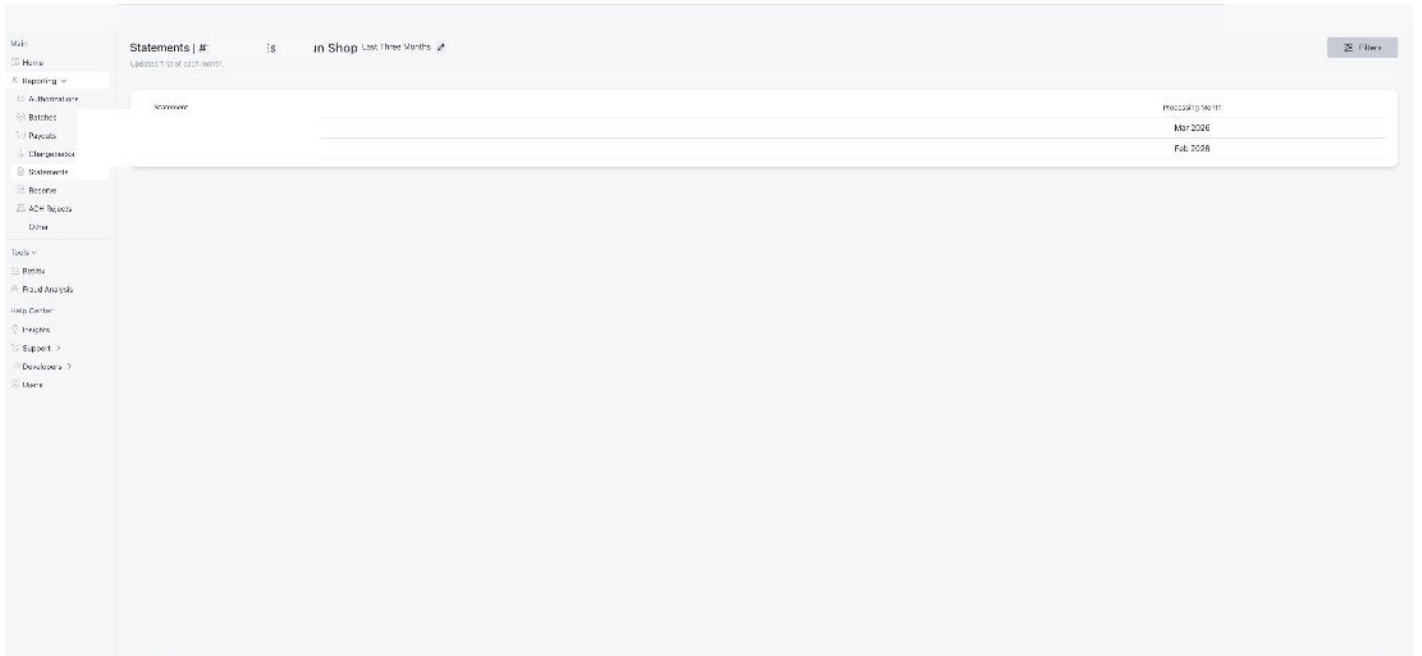 Main
Home
Reporting
Authorizations
Batches
Payouts
Chargebacks
Statements
Reserve
ACH Rejects
Other
Tools
Fraud Analysis
Help Center
Insights
Support
Developers
Users
Statements | #
un Shop Last Three Months
Updated first of each month.
Filters
Statement Processing Month
Mar 2026
Feb 2026